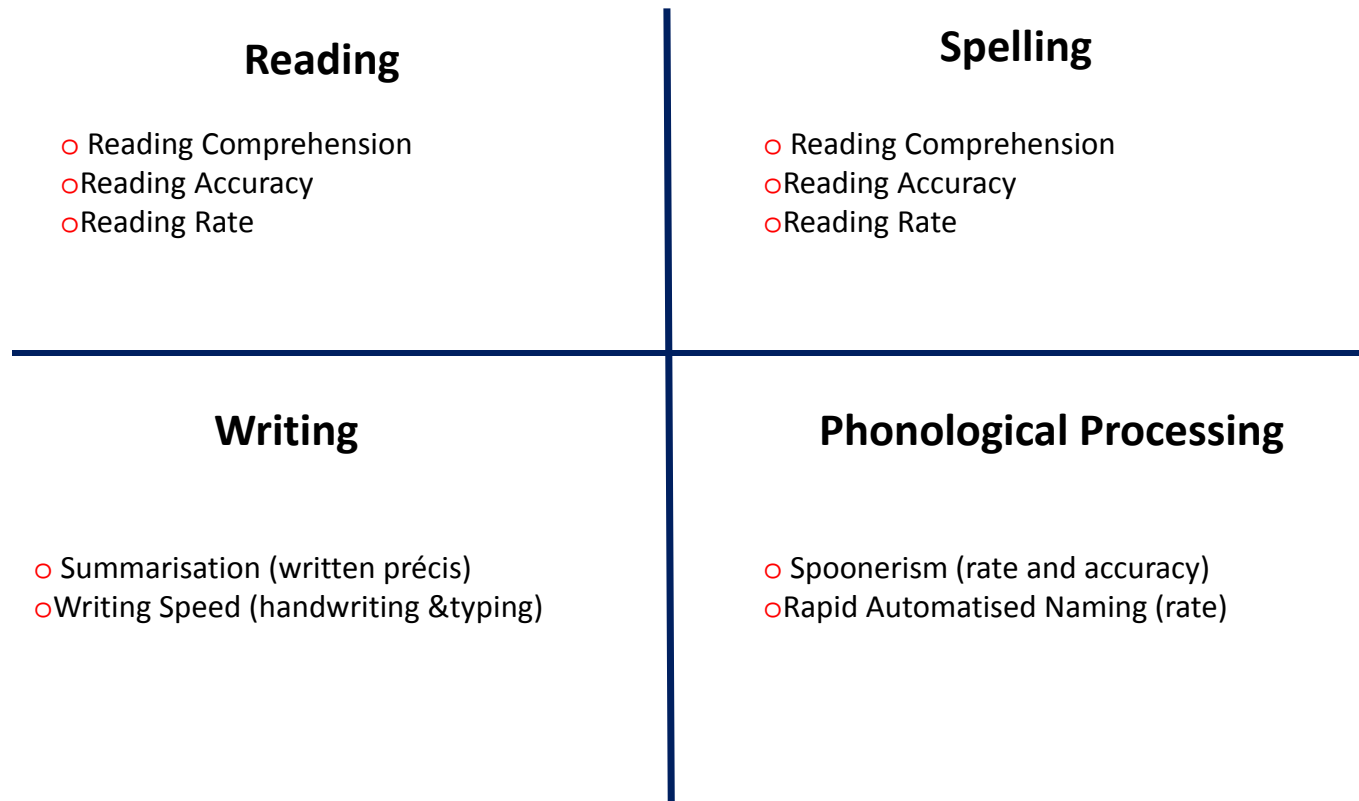 Reading
o Reading Comprehension
oReading Accuracy
oReading Rate
Spelling
o Reading Comprehension
oReading Accuracy
oReading Rate
Writing
o Summarisation (written précis)
oWriting Speed (handwriting &typing)
Phonological Processing
o Spoonerism (rate and accuracy)
oRapid Automatised Naming (rate)